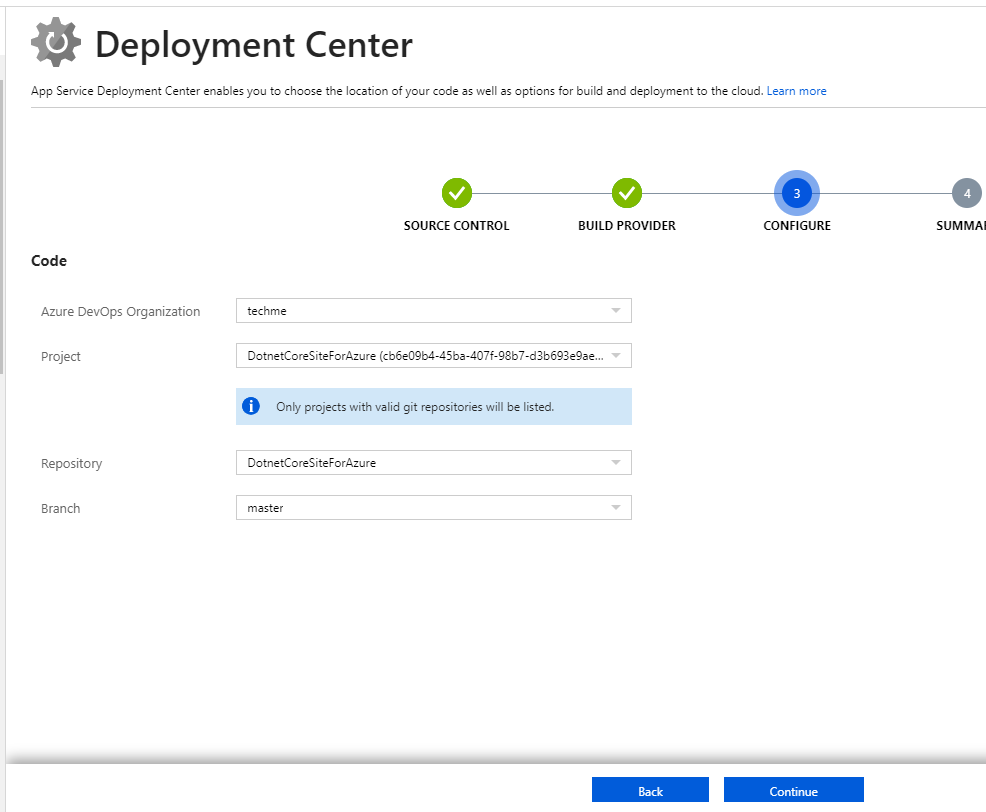 Deployment Center
App Service Deployment Center enables you to choose the location of your code as well as options for build and deployment to the cloud. Learn more
3
4
SOURCE CONTROL
BUILD PROVIDER
CONFIGURE
SUMMAR
Code
Azure DevOps Organization
techme
Project
DotnetCoreSiteForAzure (cb6e09b4-45ba-407f-98b7-d3b693e9ae...
Only projects with valid git repositories will be listed.
Repository
DotnetCoreSiteForAzure
Branch
master
Back
Continue